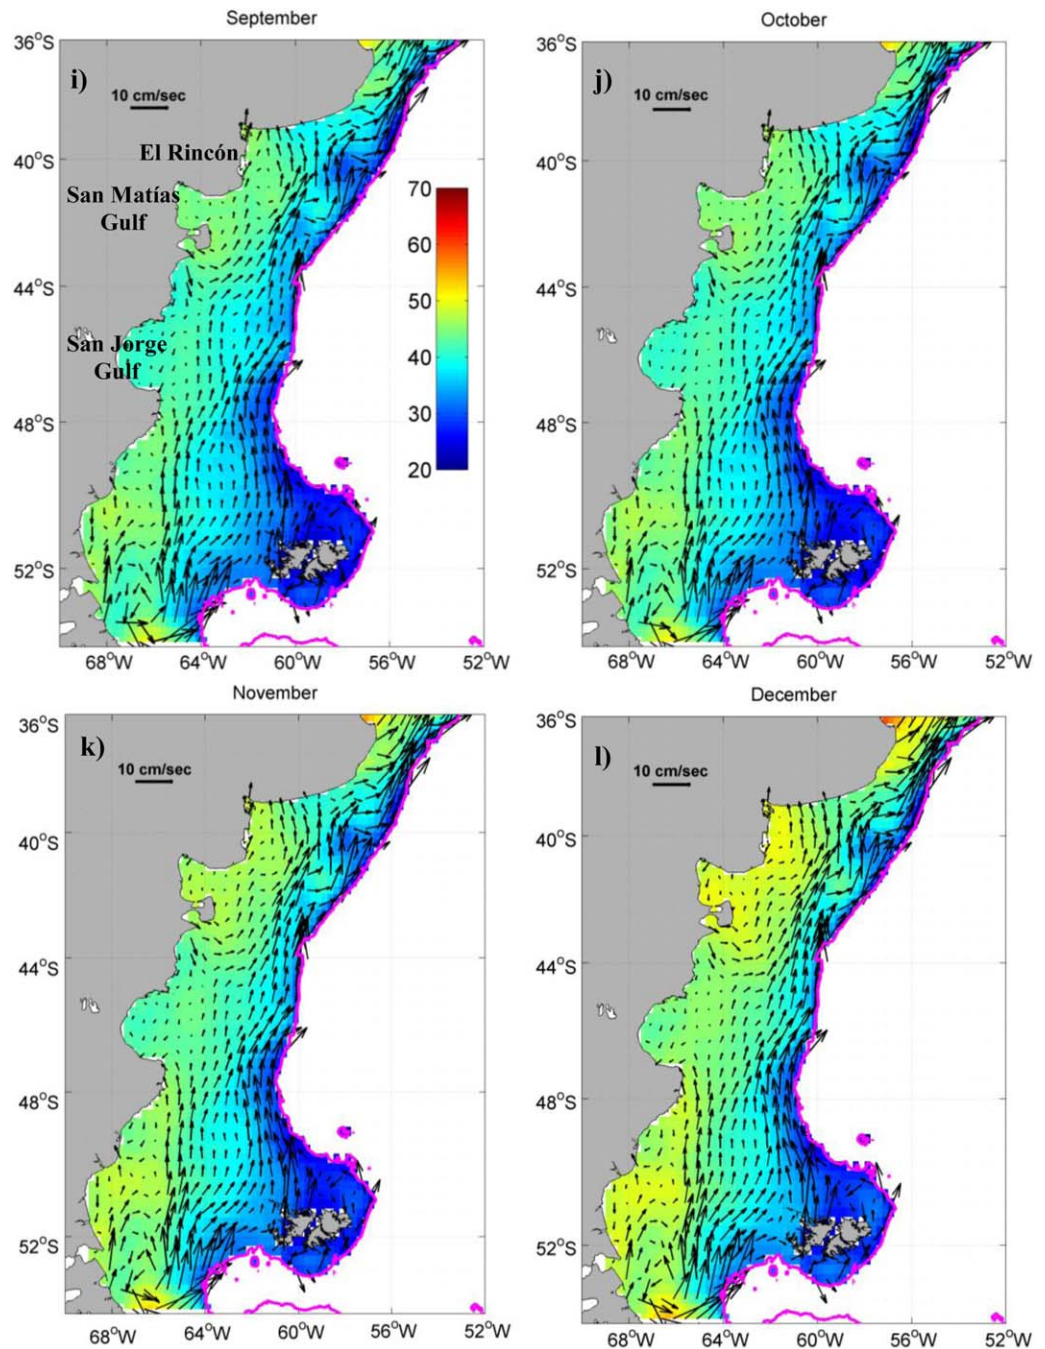 September
October
36°S
i)
10 cm/sec
El Rincón
40°S
San Matías
Gulf
44°S
San Jorge
Gulf
48°S
52°S
70
60
50
40
30
20
68°W
64°W
60°W
56°W
52°W
36°S
j)
10 cm/sec
40°S
44°S
48°S
52°S
68°W
64°W
60°W
56°W
52°W
November
December
36°S
k)
10 cm/sec
40°S
44°S
48°S
52°S
68°W
64°W
60°W
56°W
52°W
36°S
l)
10 cm/sec
40°S
44°S
48°S
52°S
68°W
64°W
60°W
56°W
52°W